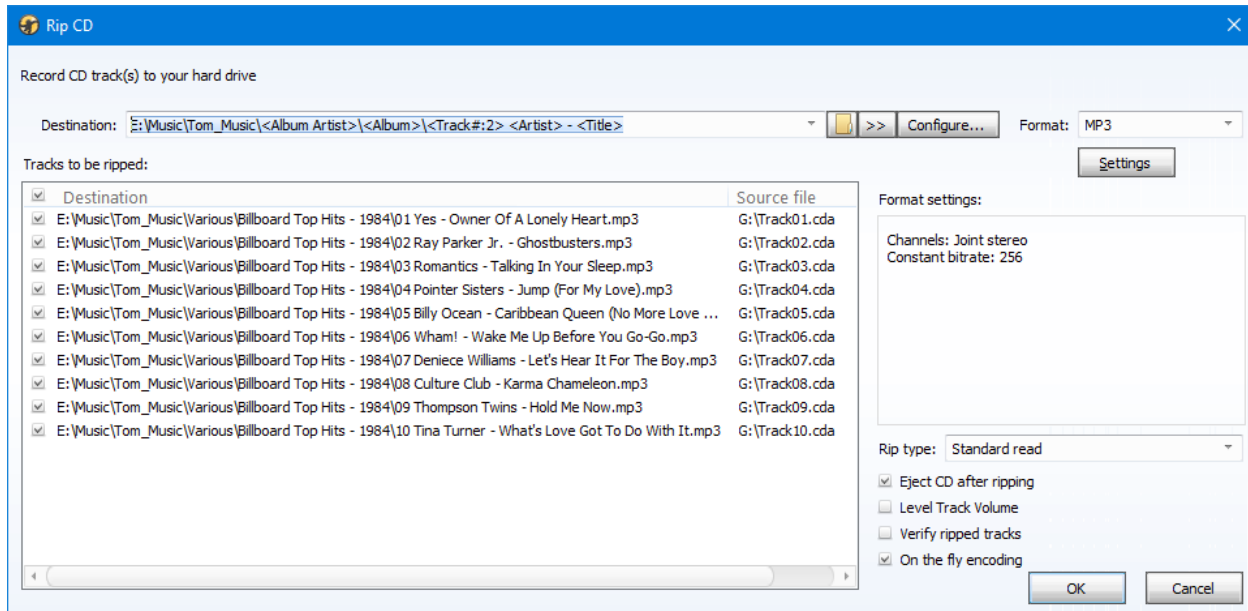 Rip CD
Record CD track(s) to your hard drive
Destination: E:\Music\Tom_Music\<Album Artist>\<Album>\<Track#:2> <Artist> - <Title> >> Configure... Format: MP3
Tracks to be ripped: Settings
Destination Source file
Format settings:
E:\Music\Tom_Music\Various\Billboard Top Hits - 1984\01 Yes - Owner Of A Lonely Heart.mp3 G:\Track01.cda
E:\Music\Tom_Music\Various\Billboard Top Hits - 1984\02 Ray Parker Jr. - Ghostbusters.mp3 G:\Track02.cda
E:\Music\Tom_Music\Various\Billboard Top Hits - 1984\03 Romantics - Talking In Your Sleep.mp3 G:\Track03.cda
E:\Music\Tom_Music\Various\Billboard Top Hits - 1984\04 Pointer Sisters - Jump (For My Love).mp3 G:\Track04.cda
E:\Music\Tom_Music\Various\Billboard Top Hits - 1984\05 Billy Ocean - Caribbean Queen (No More Love ... G:\Track05.cda
E:\Music\Tom_Music\Various\Billboard Top Hits - 1984\06 Wham! - Wake Me Up Before You Go-Go.mp3 G:\Track06.cda
E:\Music\Tom_Music\Various\Billboard Top Hits - 1984\07 Deniece Williams - Let's Hear It For The Boy.mp3 G:\Track07.cda
E:\Music\Tom_Music\Various\Billboard Top Hits - 1984\08 Culture Club - Karma Chameleon.mp3 G:\Track08.cda
E:\Music\Tom_Music\Various\Billboard Top Hits - 1984\09 Thompson Twins - Hold Me Now.mp3 G:\Track09.cda
E:\Music\Tom_Music\Various\Billboard Top Hits - 1984\10 Tina Turner - What's Love Got To Do With It.mp3 G:\Track10.cda
Channels: Joint stereo
Constant bitrate: 256
Rip type: Standard read
Eject CD after ripping
Level Track Volume
Verify ripped tracks
On the fly encoding
OK Cancel